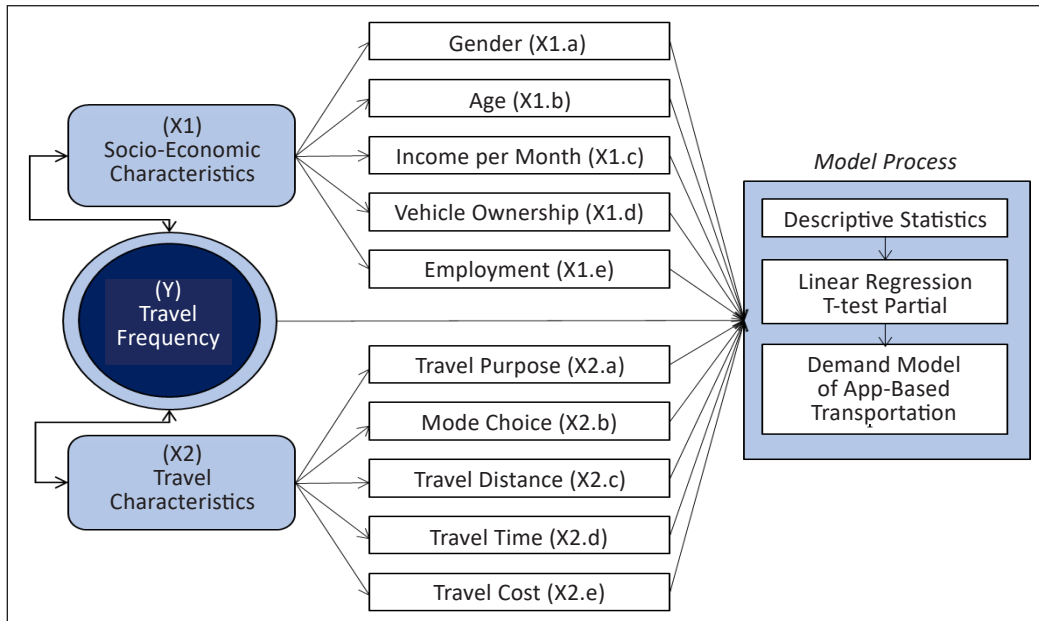 (X1)
Socio-Economic
Characteristics
(Y)
Travel
Frequency
(X2)
Travel
Characteristics
Gender (X1.a)
Age (X1.b)
Income per Month (X1.c)
Vehicle Ownership (X1.d)
Employment (X1.e)
Travel Purpose (X2.a)
Mode Choice (X2.b)
Travel Distance (X2.c)
Travel Time (X2.d)
Travel Cost (X2.e)
Model Process
Descriptive Statistics
Linear Regression
T-test Partial
Demand Model
of App-Based
Transportation